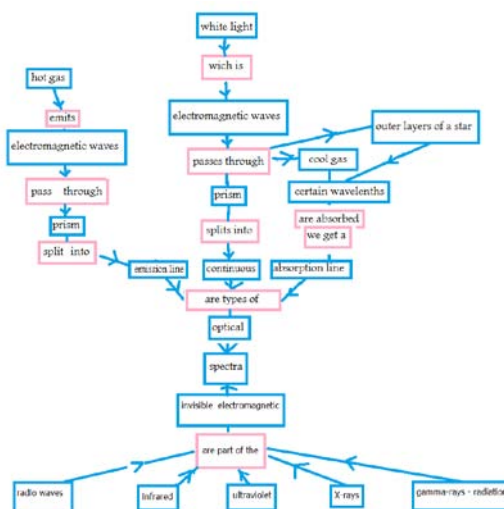 white light
wich is
electromagnetic waves
passes through
outer layers of a star
cool gas
certain wavelenths
are absorbed
we get a
absorption line
prism
splits into
continuous
hot gas
emits
electromagnetic waves
pass through
prism
split into
emission line
are types of
optical
spectra
invisible electromagnetic
are part of the
radio waves
Infrared
ultraviolet
X-rays
gamma-rays - radiation